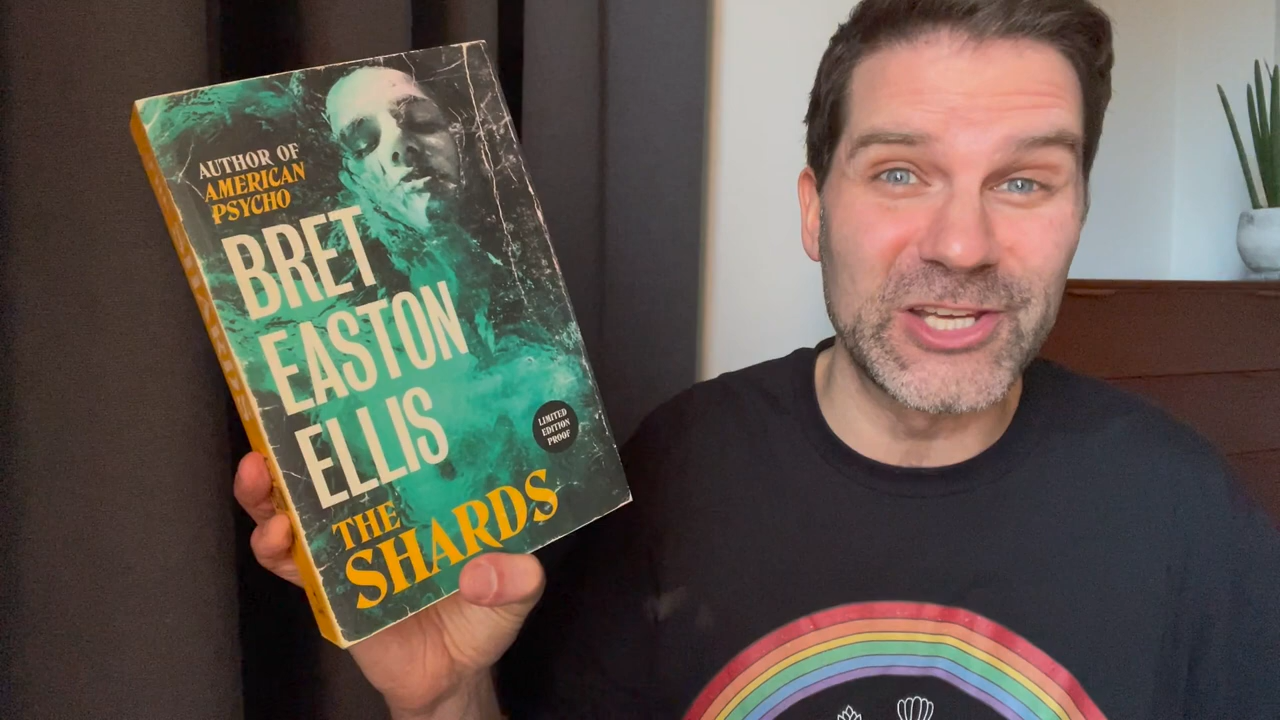 AUTHOR OF
AMERICAN
PSYCHO
BRET
EASTON
ELLIS
LIMITED
EDITION
PROOF
THE
SHARDS